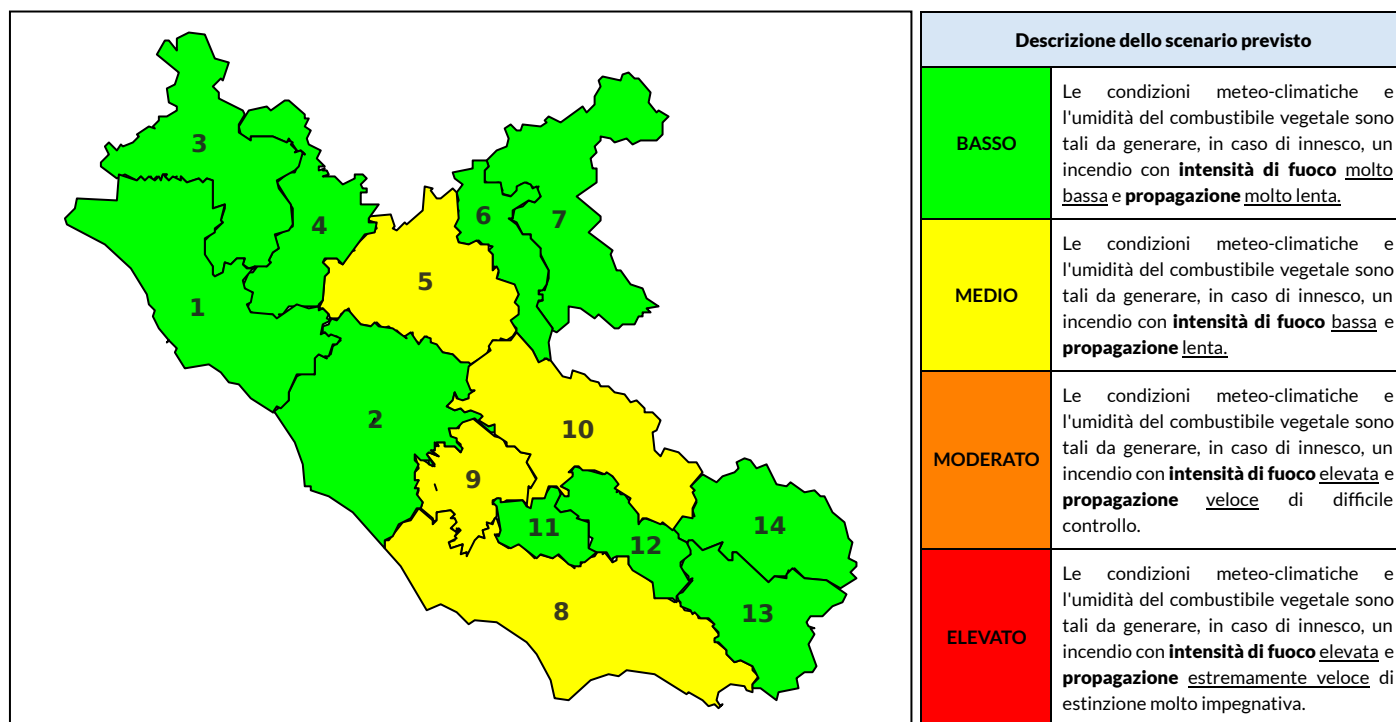 3
4
6
7
5
1
2
10
9
11
12
14
8
13
Descrizione dello scenario previsto
BASSO
Le condizioni meteo-climatiche e
l'umidità del combustibile vegetale sono
tali da generare, in caso di innesco, un
incendio con intensità di fuoco molto
bassa e propagazione molto lenta.
MEDIO
Le condizioni meteo-climatiche e
l'umidità del combustibile vegetale sono
tali da generare, in caso di innesco, un
incendio con intensità di fuoco bassa e
propagazione lenta.
MODERATO
Le condizioni meteo-climatiche e
l'umidità del combustibile vegetale sono
tali da generare, in caso di innesco, un
incendio con intensità di fuoco elevata e
propagazione veloce di difficile
controllo.
ELEVATO
Le condizioni meteo-climatiche e
l'umidità del combustibile vegetale sono
tali da generare, in caso di innesco, un
incendio con intensità di fuoco elevata e
propagazione estremamente veloce di
estinzione molto impegnativa.